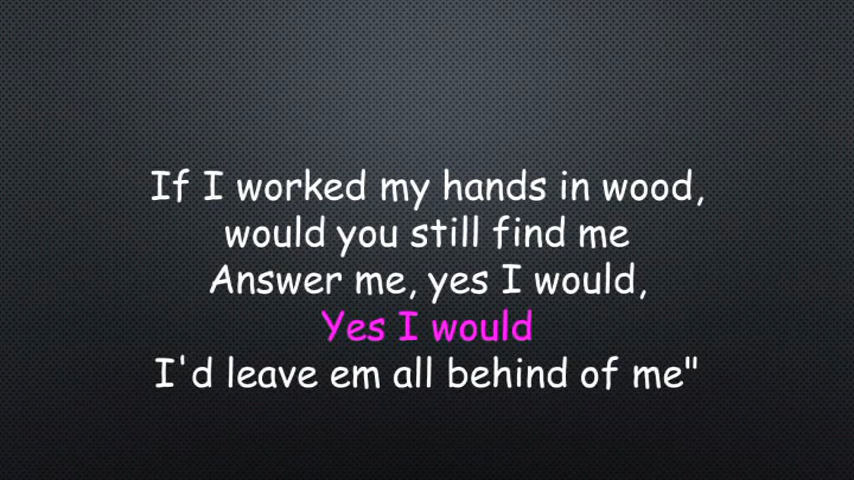 If I worked my hands in wood,
would you still find me
Answer me, yes I would,
Yes I would
I'd leave em all behind of me"